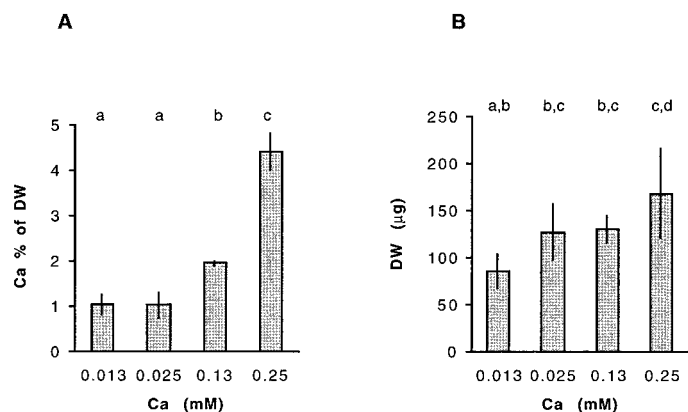 A
a a b c
5
4
3
2
1
0
Ca % of DW
0.013 0.025 0.13 0.25
Ca (mM)
B
a,b b,c b,c c,d
250
200
150
100
50
0
DW (µg)
0.013 0.025 0.13 0.25
Ca (mM)